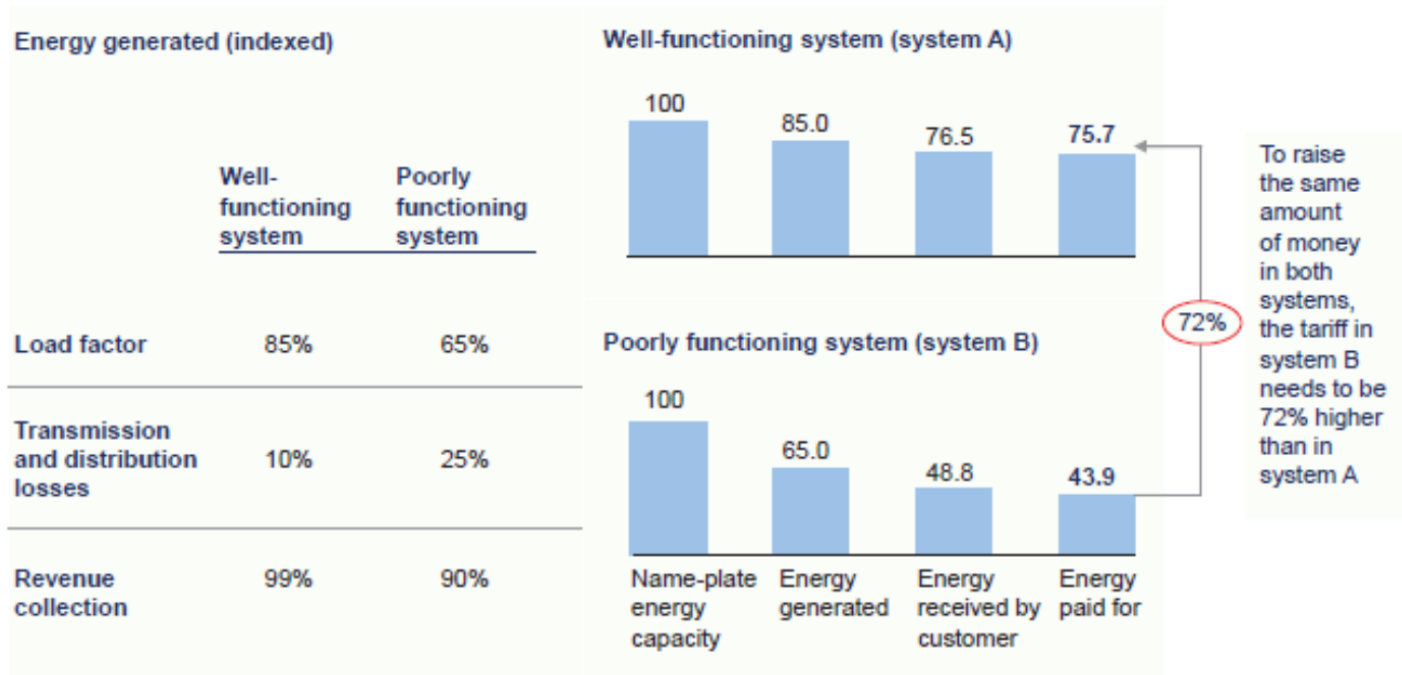 Energy generated (indexed)
Well-
functioning
system
Poorly
functioning
system
Load factor
85%
65%
Transmission
and distribution
losses
10%
25%
Revenue
collection
99%
90%
Well-functioning system (system A)
100
85.0
76.5
75.7
Poorly functioning system (system B)
100
65.0
48.8
43.9
Name-plate
energy
capacity
Energy
generated
Energy
received by
customer
Energy
paid for
72%
To raise
the same
amount
of money
in both
systems,
the tariff in
system B
needs to be
72% higher
than in
system A